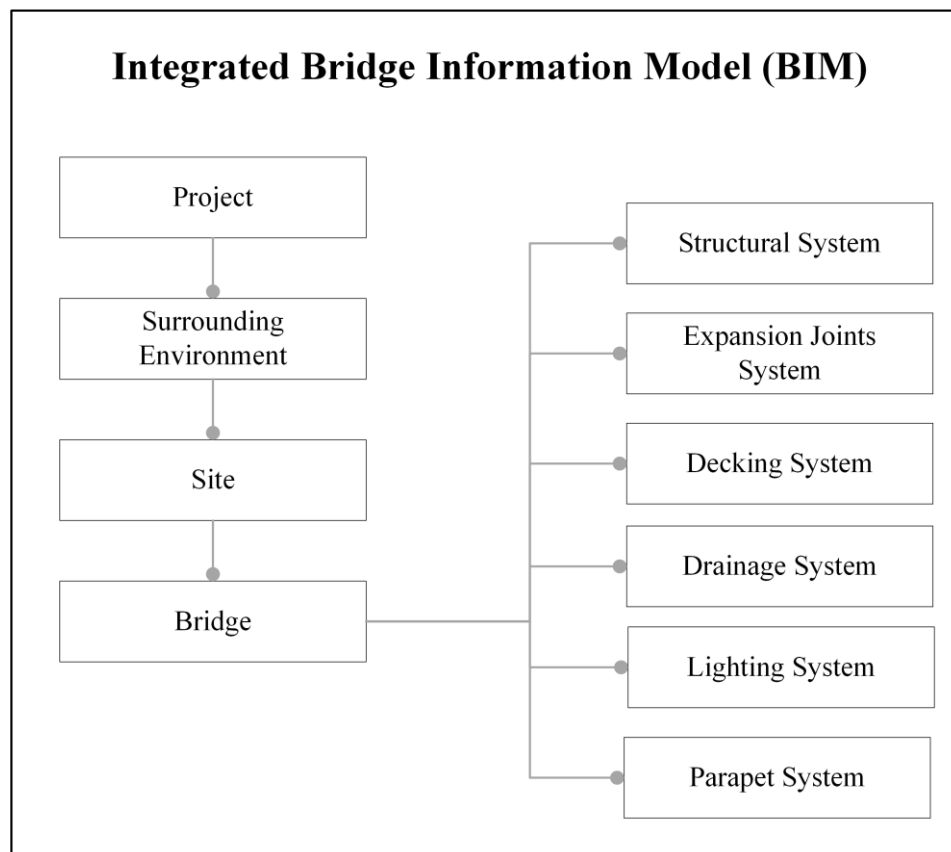 Integrated Bridge Information Model (BIM)
Project
Surrounding
Environment
Site
Bridge
Structural System
Expansion Joints
System
Decking System
Drainage System
Lighting System
Parapet System